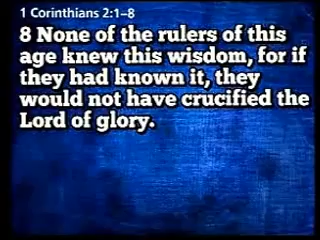 1 Corinthians 2:1–8
8 None of the rulers of this
age knew this wisdom, for if
they had known it, they
would not have crucified the
Lord of glory.